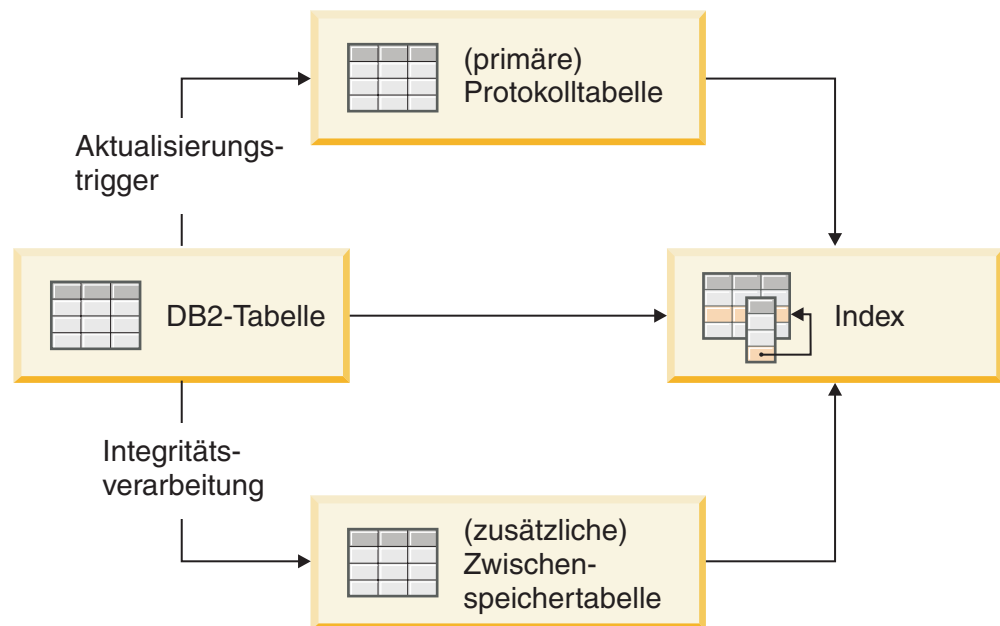 (primäre)
Protokolltabelle
Aktualisierungs-
trigger
DB2-Tabelle
Index
Integritäts-
verarbeitung
(zusätzliche)
Zwischen-
speichertabelle